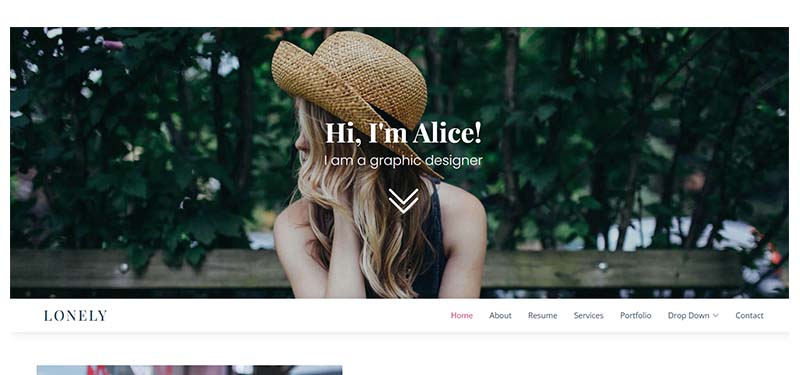 Hi, I'm Alice!
I am a graphic designer
LONELY Home About Resume Services Portfolio Drop Down Contact